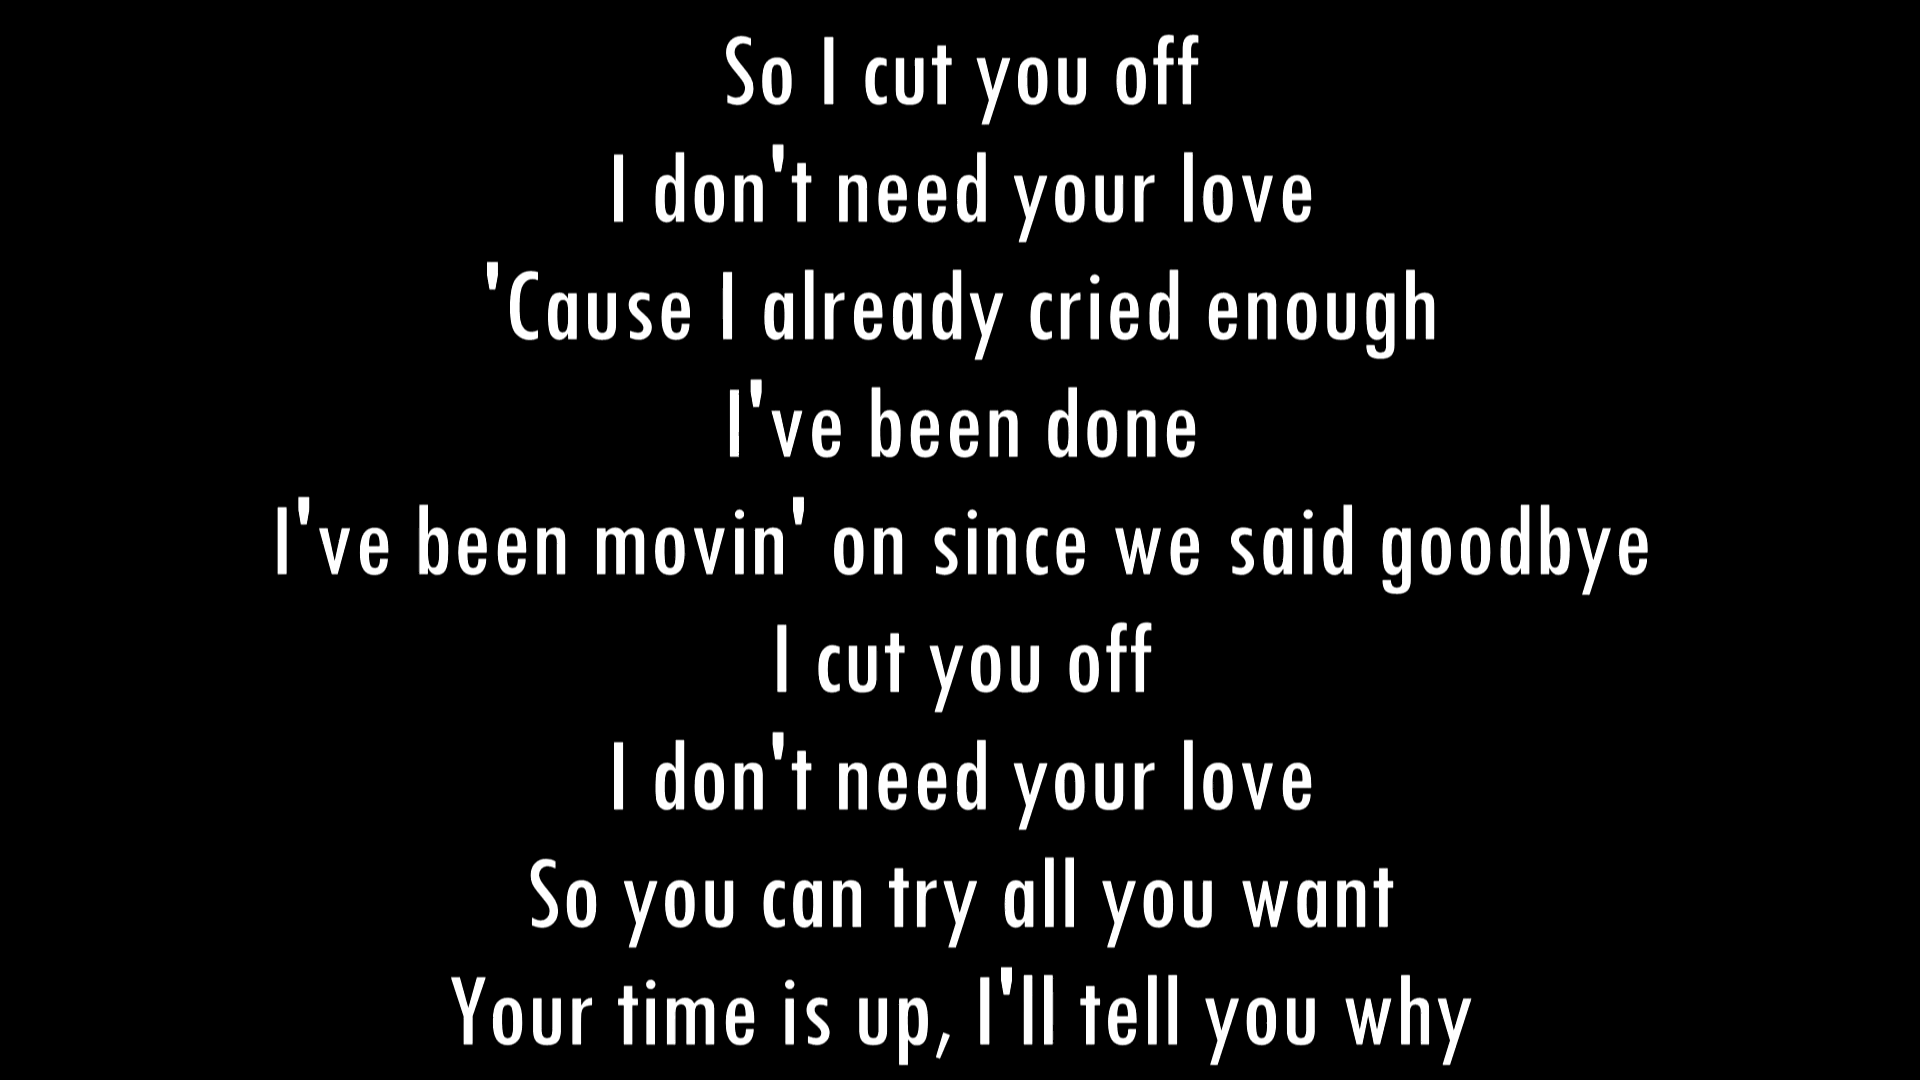 So I cut you off
I don't need your love
'Cause I already cried enough
I've been done
I've been movin' on since we said goodbye
I cut you off
I don't need your love
So you can try all you want
Your time is up, I'll tell you why